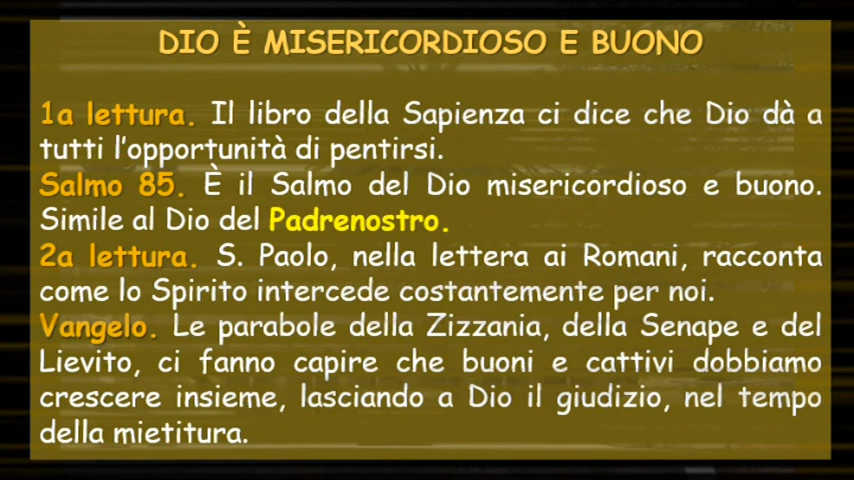 DIO È MISERICORDIOSO E BUONO
1a lettura. Il libro della Sapienza ci dice che Dio dà a
tutti l'opportunità di pentirsi.
Salmo 85. È il Salmo del Dio misericordioso e buono.
Simile al Dio del Padrenostro.
2a lettura. S. Paolo, nella lettera ai Romani, racconta
come lo Spirito intercede costantemente per noi.
Vangelo. Le parabole della Zizzania, della Senape e del
Lievito, ci fanno capire che buoni e cattivi dobbiamo
crescere insieme, lasciando a Dio il giudizio, nel tempo
della mietitura.